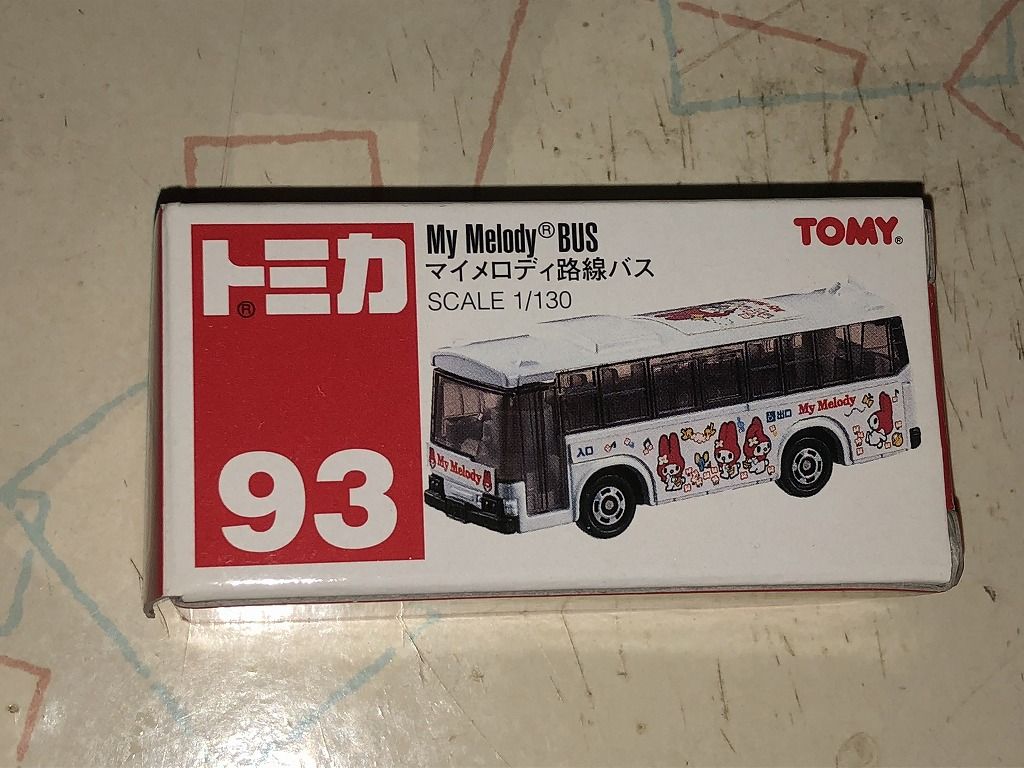 トミカ®
93
My Melody® BUS
マイメロディ路線バス
SCALE 1/130
TOMY®
My Melody
入口
出口
My Melody